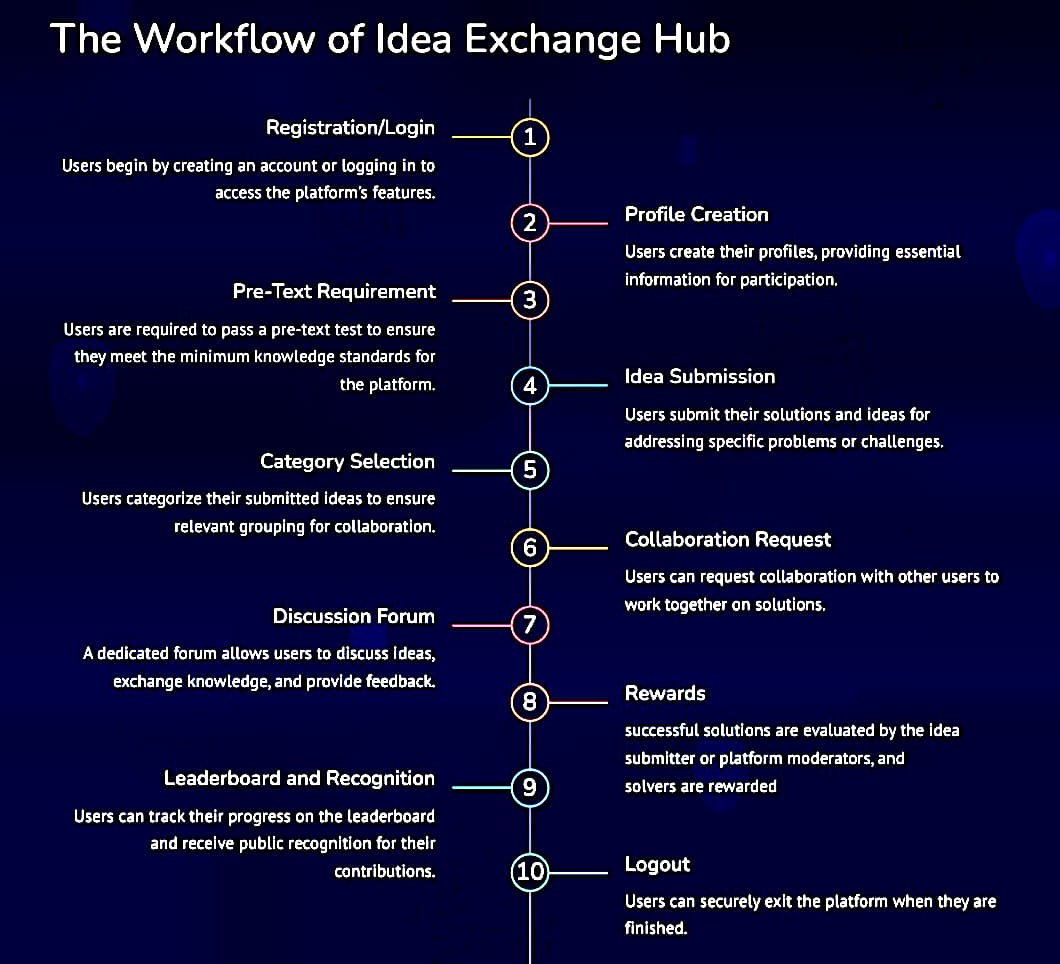 The Workflow of Idea Exchange Hub
Registration/Login
1
Users begin by creating an account or logging in to
access the platform's features.
2
Profile Creation
Users create their profiles, providing essential
information for participation.
Pre-Text Requirement
3
Users are required to pass a pre-text test to ensure
they meet the minimum knowledge standards for
the platform.
4
Idea Submission
Users submit their solutions and ideas for
addressing specific problems or challenges.
Category Selection
5
Users categorize their submitted ideas to ensure
relevant grouping for collaboration.
6
Collaboration Request
Users can request collaboration with other users to
work together on solutions.
Discussion Forum
7
A dedicated forum allows users to discuss ideas,
exchange knowledge, and provide feedback.
8
Rewards
successful solutions are evaluated by the idea
submitter or platform moderators, and
solvers are rewarded
Leaderboard and Recognition
9
Users can track their progress on the leaderboard
and receive public recognition for their
contributions.
10
Logout
Users can securely exit the platform when they are
finished.